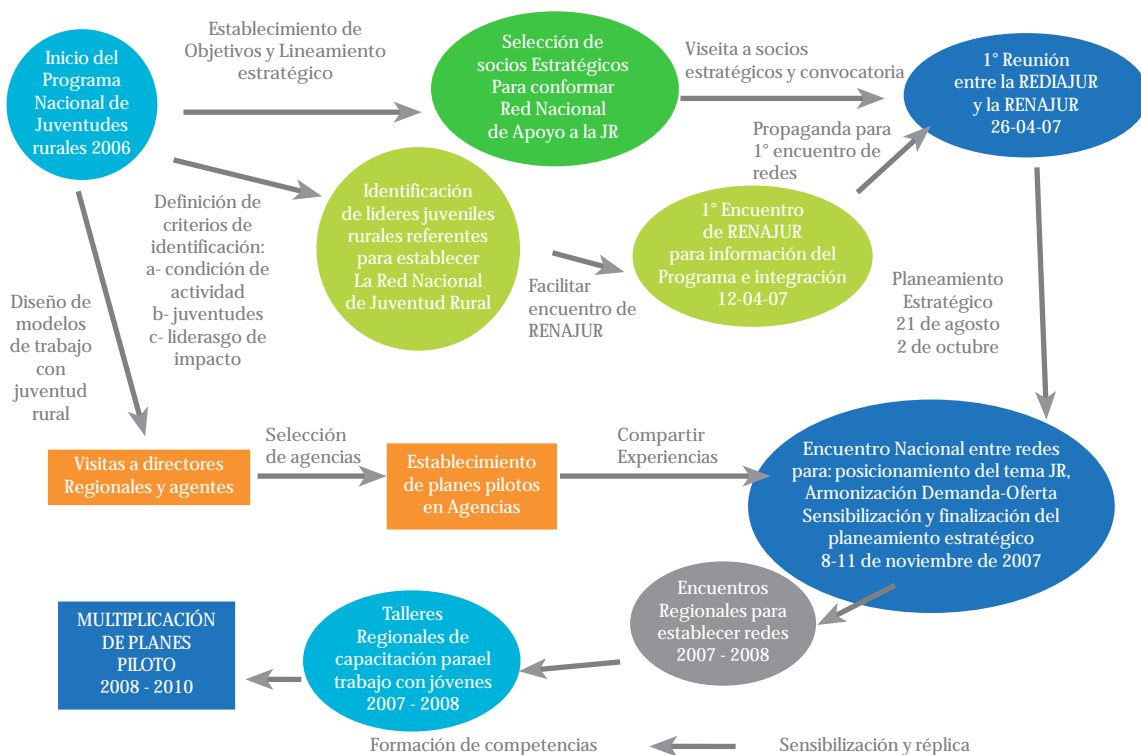 Inicio del
Programa
Nacional de
Juventudes
rurales 2006
Establecimiento de
Objetivos y Lineamiento
estratégico
Selección de
socios Estratégicos
Para conformar
Red Nacional
de Apoyo a la JR
Viseita a socios
estratégicos y convocatoria
1° Reunión
entre la REDIAJUR
y la RENAJUR
26-04-07
Propaganda para
1° encuentro de
redes
Definición de
criterios de
identificación:
a- condición de
actividad
b- juventudes
c- liderasgo de
impacto
Identificación
de líderes juveniles
rurales referentes
para establecer
La Red Nacional
de Juventud Rural
Facilitar
encuentro de
RENAJUR
1° Encuentro
de RENAJUR
para información del
Programa e integración
12-04-07
Planeamiento
Estratégico
21 de agosto
2 de octubre
Diseño de
modelos
de trabajo
con
juventud
rural
Visitas a directores
Regionales y agentes
Selección
de agencias
Establecimiento
de planes pilotos
en Agencias
Compartir
Experiencias
Encuentro Nacional entre redes
para: posicionamiento del tema JR,
Armonización Demanda-Oferta
Sensibilización y finalización del
planeamiento estratégico
8-11 de noviembre de 2007
Encuentros
Regionales para
establecer redes
2007 - 2008
Talleres
Regionales de
capacitación parael
trabajo con jóvenes
2007 - 2008
MULTIPLICACIÓN
DE PLANES
PILOTO
2008 - 2010
Formación de competencias
Sensibilización y réplica